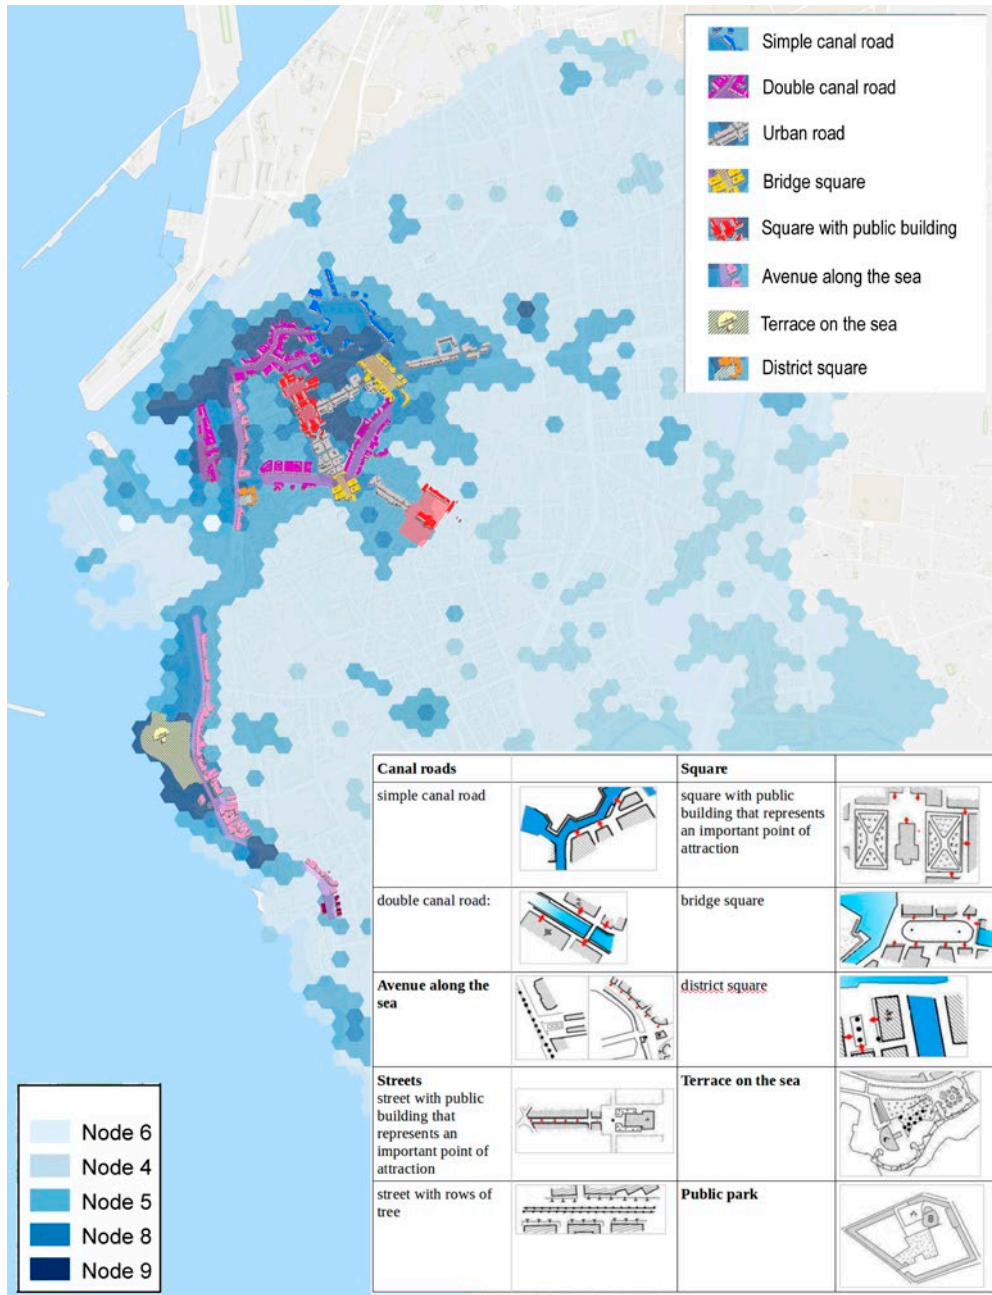 Simple canal road
Double canal road
Urban road
Bridge square
Square with public building
Avenue along the sea
Terrace on the sea
District square
Canal roads
Square
simple canal road
square with public
building that represents
an important point of
attraction
double canal road:
bridge square
Avenue along the
sea
district square
Streets
street with public
building that
represents an
important point of
attraction
Terrace on the sea
street with rows of
tree
Public park
Node 6
Node 4
Node 5
Node 8
Node 9